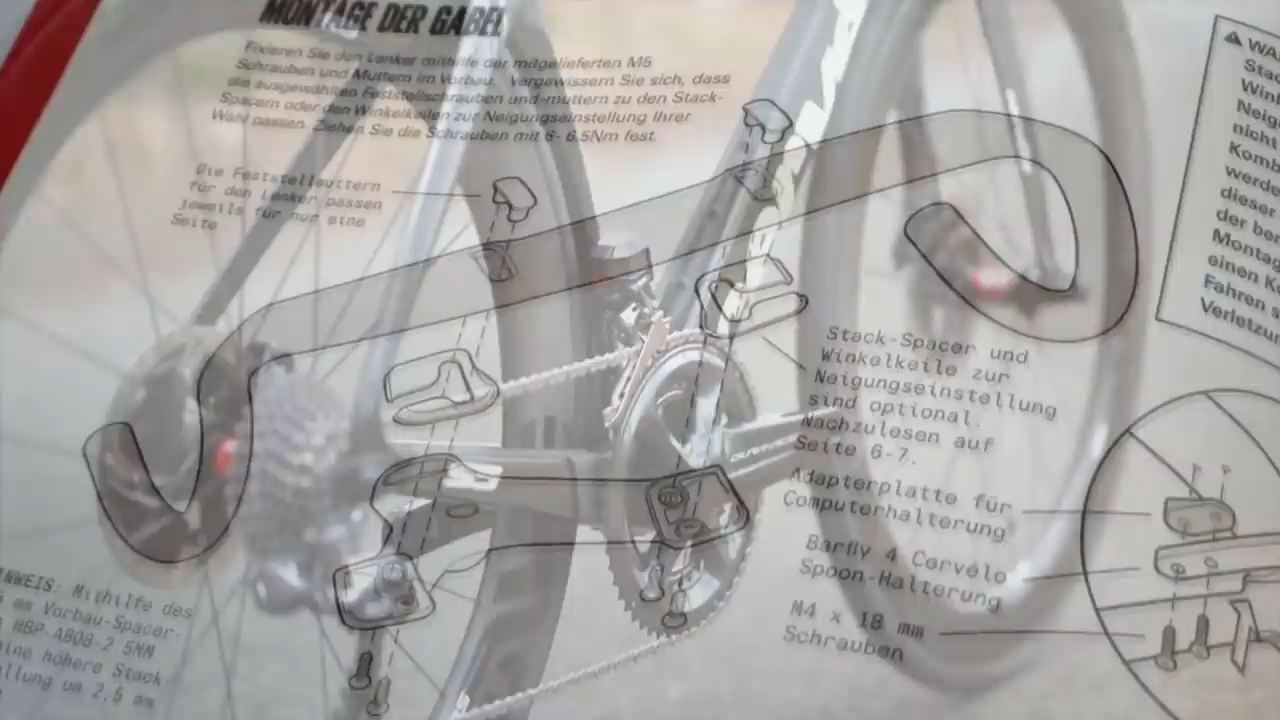 MONTAGE DER GABEL
Fixieren Sie den Lenker mithilfe der mitgelieferten M5
Schrauben und Muttern im Vorbau. Vergewissern Sie sich, dass
die ausgewählten Feststellschrauben und -muttern zu den Stack-
Spacern oder den Winkelkeilen zur Neigungseinstellung Ihrer
Wahl passen. Ziehen Sie die Schrauben mit 6- 6,5Nm fest.
Die Feststellmuttern
für den Lenker passen
jeweils für nur eine
Seite
Stack-Spacer und
Winkelkeile zur
Neigungseinstellung
sind optional.
Nachzulesen auf
Seite 6-7.
Adapterplatte für
Computerhalterung
Barfly 4 Cervélo
Spoon-Halterung
M4 x 18 mm
Schrauben
INWEIS: Mithilfe des
5 mm Vorbau-Spacer-
HBP-AB08-2 5MM
eine höhere Stack-
llung um 2.5 mm
WA
Stac
Wink
Neig
nicht
Komb
werde
dieser
der ber
Montag
einen Ko
Fahren s
Verletzun